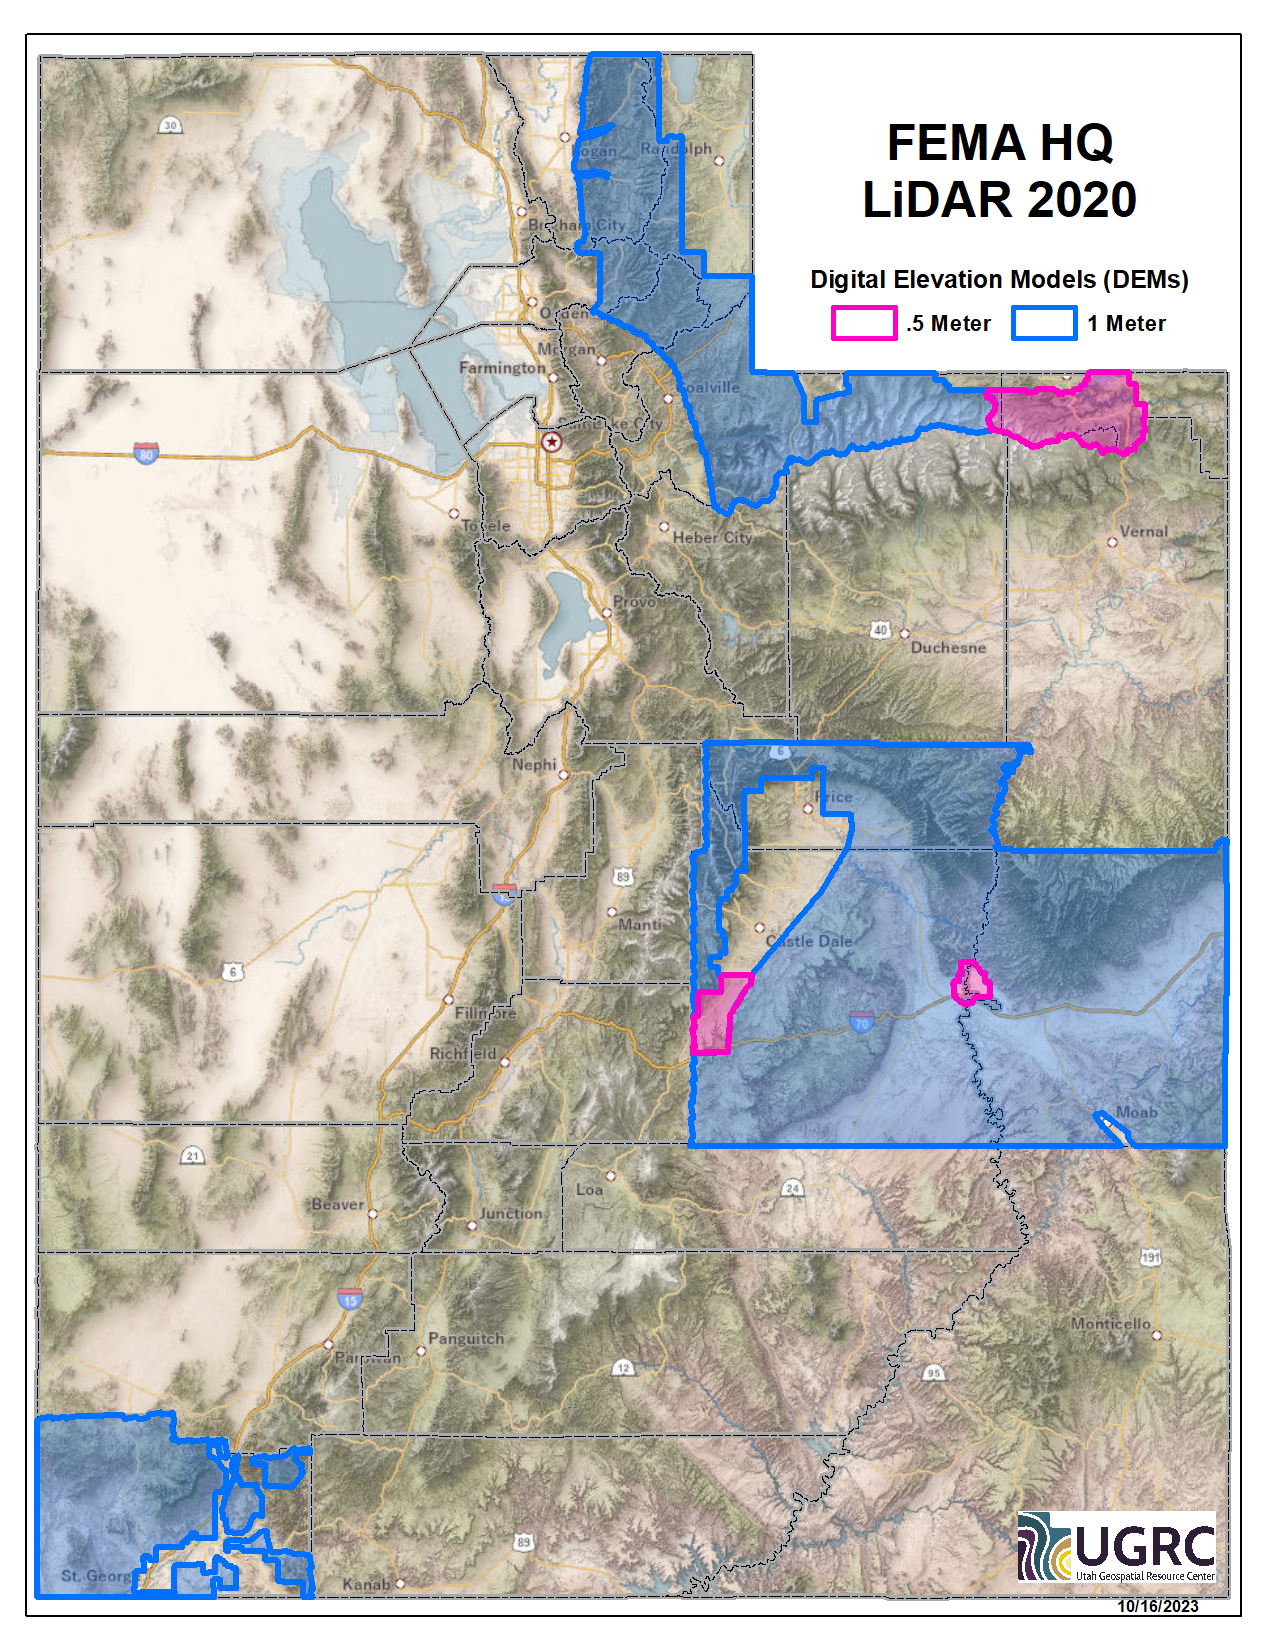 FEMA HQ
LiDAR 2020
Digital Elevation Models (DEMs)
.5 Meter
1 Meter
30
Logan
Randolph
Brigham City
Ogden
Morgan
Farmington
Coalville
Salt Lake City
80
Tooele
Heber City
Vernal
Provo
40
Duchesne
6
Nephi
Price
89
15
Manti
Castle Dale
6
Fillmore
70
Richfield
Moab
21
Loa
24
Beaver
Junction
191
15
Monticello
Panguitch
Parowan
12
95
89
St. George
Kanab
UGRC
Utah Geospatial Resource Center
10/16/2023